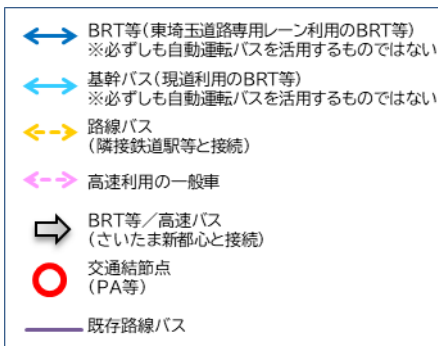 BRT等(東埼玉道路専用レーン利用のBRT等)
※必ずしも自動運転バスを活用するものではない
基幹バス(現道利用のBRT等)
※必ずしも自動運転バスを活用するものではない
路線バス
(隣接鉄道駅等と接続)
高速利用の一般車
BRT等/高速バス
(さいたま新都心と接続)
交通結節点
(PA等)
既存路線バス